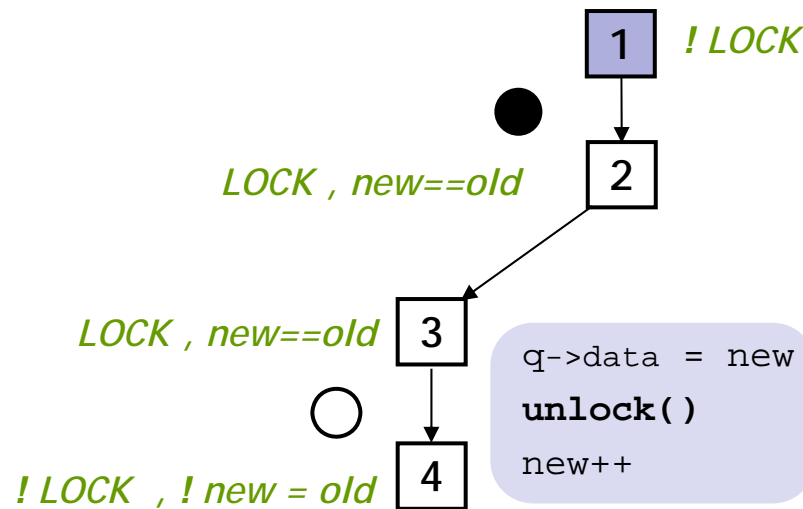 1 ! LOCK
LOCK , new==old 2
LOCK , new==old 3
q->data = new
unlock()
new++
! LOCK , ! new = old 4